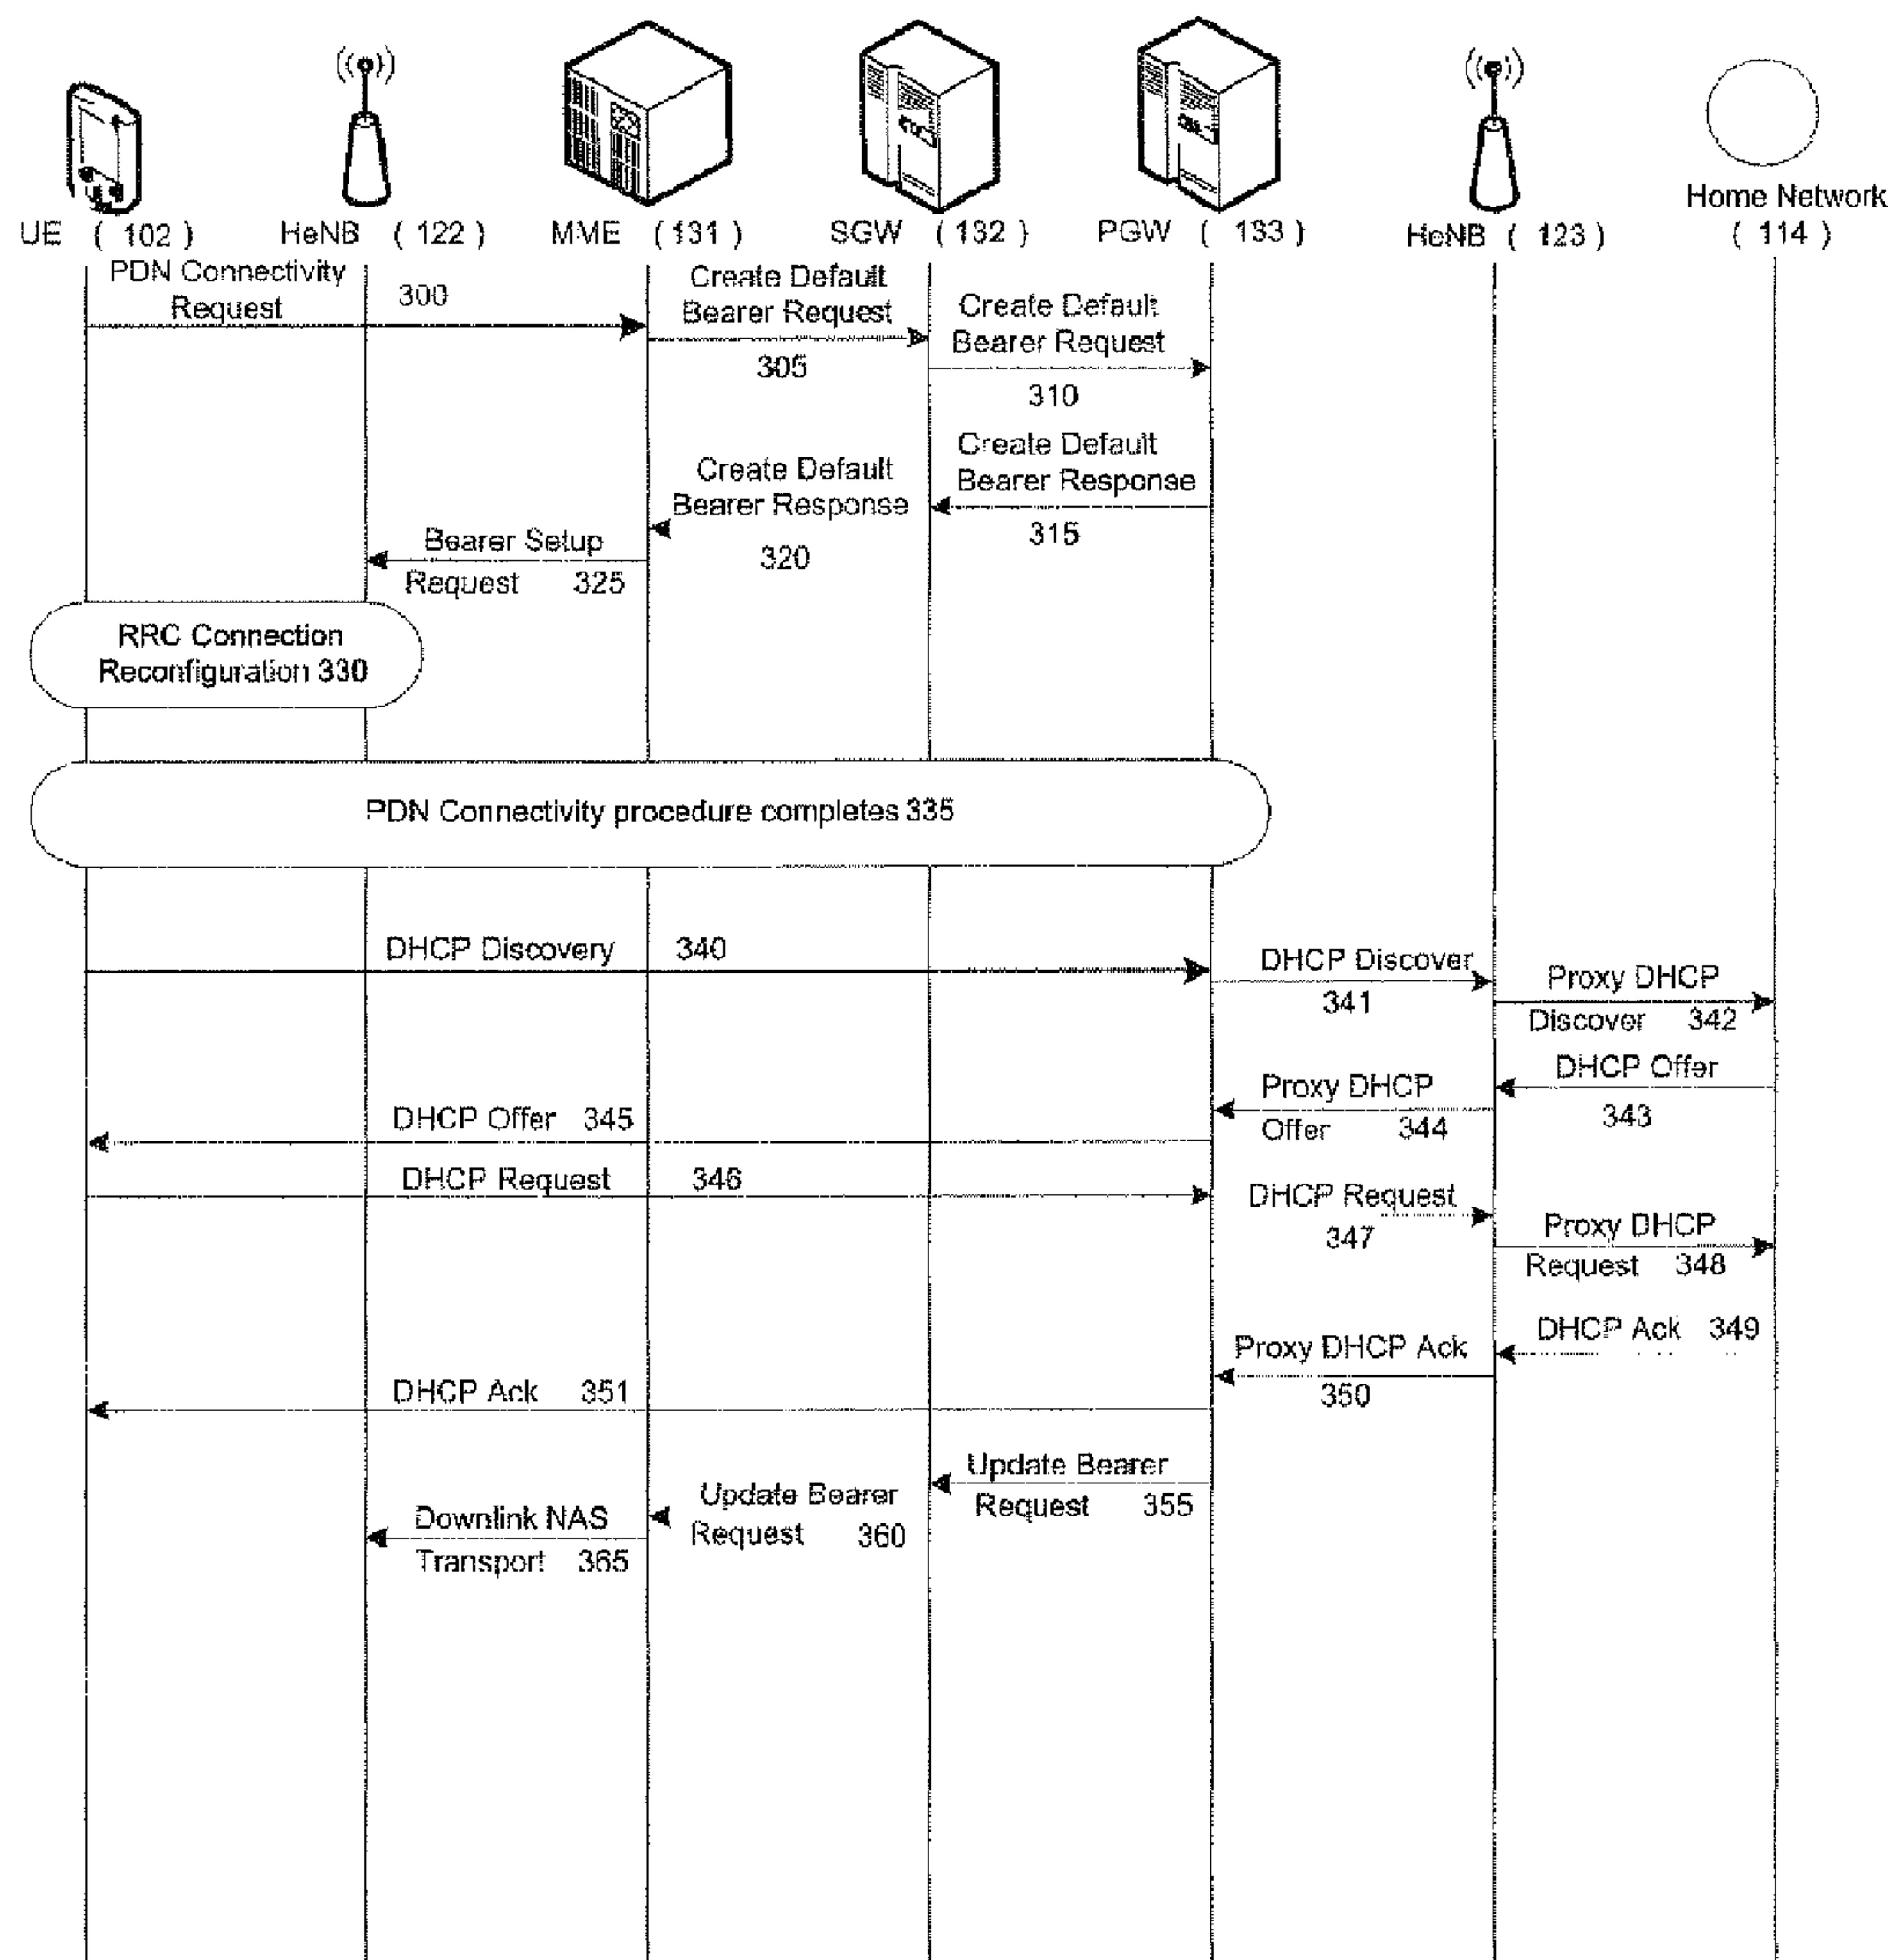 UE ( 102 )
HeNB ( 122 )
MME ( 131 )
SGW ( 132 )
PGW ( 133 )
HeNB ( 123 )
Home Network
( 114 )
PDN Connectivity
Request
300
Create Default
Bearer Request
305
Create Default
Bearer Request
310
Create Default
Bearer Response
315
Create Default
Bearer Response
320
Bearer Setup
Request 325
RRC Connection
Reconfiguration 330
PDN Connectivity procedure completes 335
DHCP Discovery 340
DHCP Discover
341
Proxy DHCP
Discover 342
DHCP Offer
343
Proxy DHCP
Offer 344
DHCP Offer 345
DHCP Request 346
DHCP Request
347
Proxy DHCP
Request 348
DHCP Ack 349
Proxy DHCP Ack
350
DHCP Ack 351
Update Bearer
Request 355
Update Bearer
Request 360
Downlink NAS
Transport 365